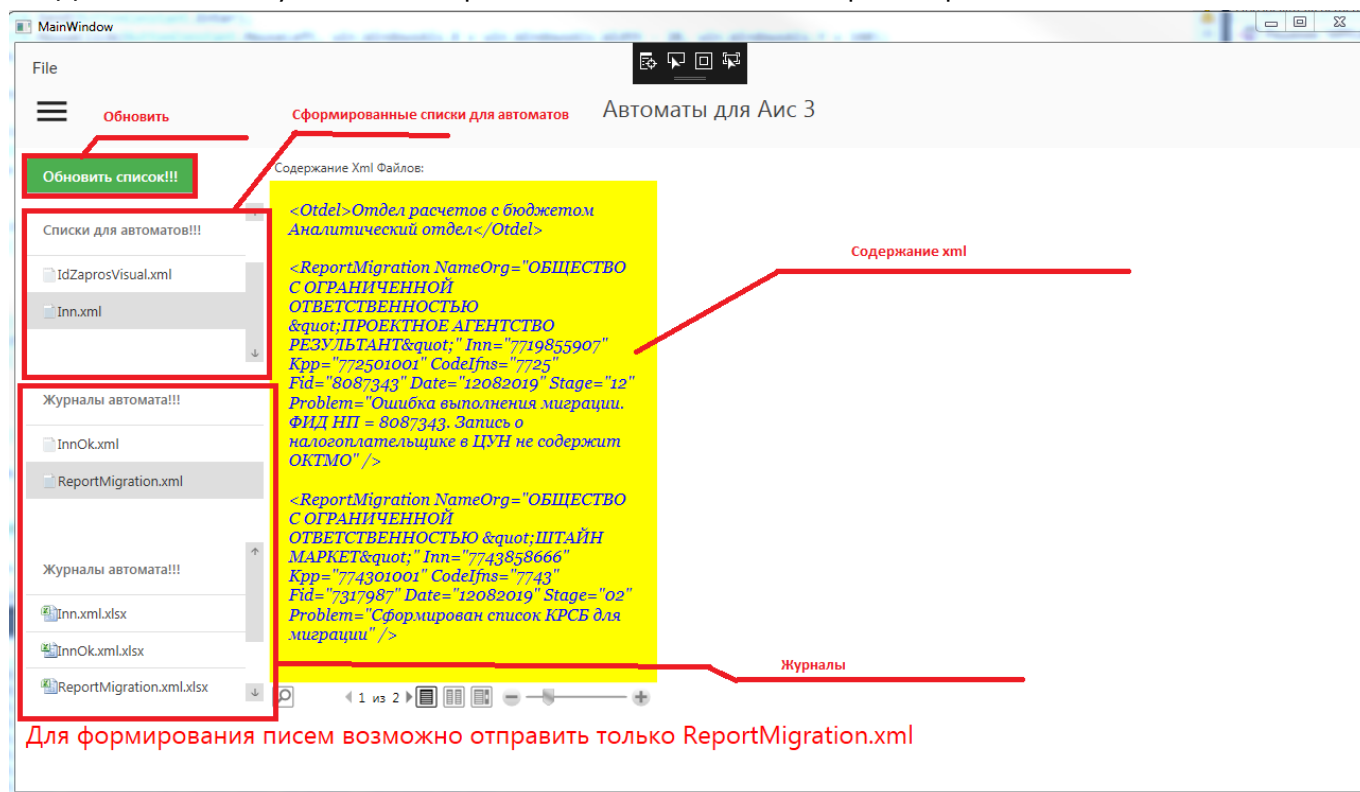 MainWindow
File
Автоматы для Аис 3
Обновить
Сформированные списки для автоматов
Обновить список!!!
Списки для автоматов!!!
IdZaprosVisual.xml
Inn.xml
Журналы автомата!!!
InnOk.xml
ReportMigration.xml
Журналы автомата!!!
Inn.xml.xlsx
InnOk.xml.xlsx
ReportMigration.xml.xlsx
Содержание Xml Файлов:
<Otdel>Отдел расчетов с бюджетом
Аналитический отдел</Otdel>
<ReportMigration NameOrg="ОБЩЕСТВО
С ОГРАНИЧЕННОЙ
ОТВЕТСТВЕННОСТЬЮ
&quot;ПРОЕКТНОЕ АГЕНТСТВО
РЕЗУЛЬТАНТ&quot;" Inn="7719855907"
Kpp="772501001" CodeIfns="7725"
Fid="8087343" Date="12082019" Stage="12"
Problem="Ошибка выполнения миграции.
ФИД НП = 8087343. Запись о
налогоплательщике в ЦУН не содержит
ОКТМО" />
<ReportMigration NameOrg="ОБЩЕСТВО
С ОГРАНИЧЕННОЙ
ОТВЕТСТВЕННОСТЬЮ &quot;ШТАЙН
МАРКЕТ&quot;" Inn="7743858666"
Kpp="774301001" CodeIfns="7743"
Fid="7317987" Date="12082019" Stage="02"
Problem="Сформирован список КРСБ для
миграции" />
1 из 2
Содержание xml
Журналы
Для формирования писем возможно отправить только ReportMigration.xml